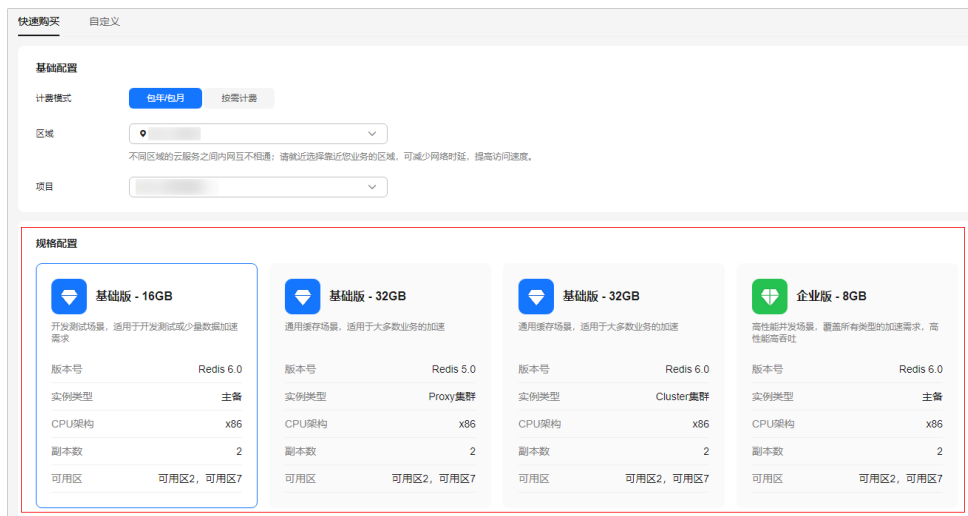 快速购买 自定义
基础配置
计费模式 包年/包月 按需计费
区域
不同区域的云服务之间内网互不相通；请就近选择靠近您业务的区域，可减少网络时延，提高访问速度。
项目
规格配置
基础版 - 16GB
开发测试场景，适用于开发测试或少量数据加速
需求
版本号 Redis 6.0
实例类型 主备
CPU架构 x86
副本数 2
可用区 可用区2，可用区7
基础版 - 32GB
通用缓存场景，适用于大多数业务的加速
版本号 Redis 5.0
实例类型 Proxy集群
CPU架构 x86
副本数 2
可用区 可用区2，可用区7
基础版 - 32GB
通用缓存场景，适用于大多数业务的加速
版本号 Redis 6.0
实例类型 Cluster集群
CPU架构 x86
副本数 2
可用区 可用区2，可用区7
企业版 - 8GB
高性能并发场景，覆盖所有类型的加速需求，高
性能高吞吐
版本号 Redis 6.0
实例类型 主备
CPU架构 x86
副本数 2
可用区 可用区2，可用区7